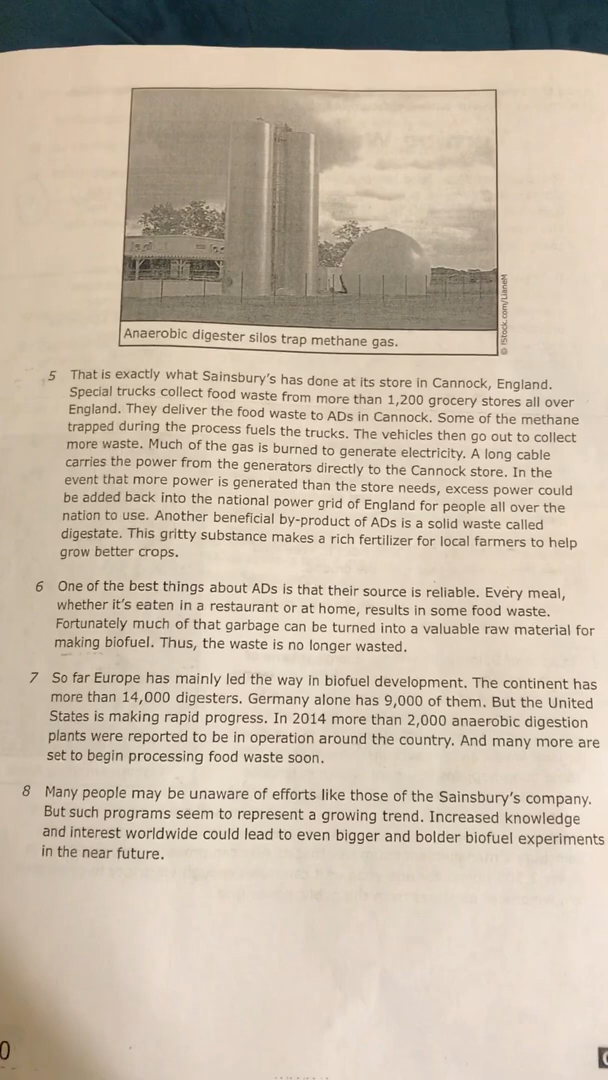 © iStock.com/LianeM
Anaerobic digester silos trap methane gas.
5 That is exactly what Sainsbury's has done at its store in Cannock, England.
Special trucks collect food waste from more than 1,200 grocery stores all over
England. They deliver the food waste to ADs in Cannock. Some of the methane
trapped during the process fuels the trucks. The vehicles then go out to collect
more waste. Much of the gas is burned to generate electricity. A long cable
carries the power from the generators directly to the Cannock store. In the
event that more power is generated than the store needs, excess power could
be added back into the national power grid of England for people all over the
nation to use. Another beneficial by-product of ADs is a solid waste called
digestate. This gritty substance makes a rich fertilizer for local farmers to help
grow better crops.
6 One of the best things about ADs is that their source is reliable. Every meal,
whether it's eaten in a restaurant or at home, results in some food waste.
Fortunately much of that garbage can be turned into a valuable raw material for
making biofuel. Thus, the waste is no longer wasted.
7 So far Europe has mainly led the way in biofuel development. The continent has
more than 14,000 digesters. Germany alone has 9,000 of them. But the United
States is making rapid progress. In 2014 more than 2,000 anaerobic digestion
plants were reported to be in operation around the country. And many more are
set to begin processing food waste soon.
8 Many people may be unaware of efforts like those of the Sainsbury's company.
But such programs seem to represent a growing trend. Increased knowledge
and interest worldwide could lead to even bigger and bolder biofuel experiments
in the near future.
0